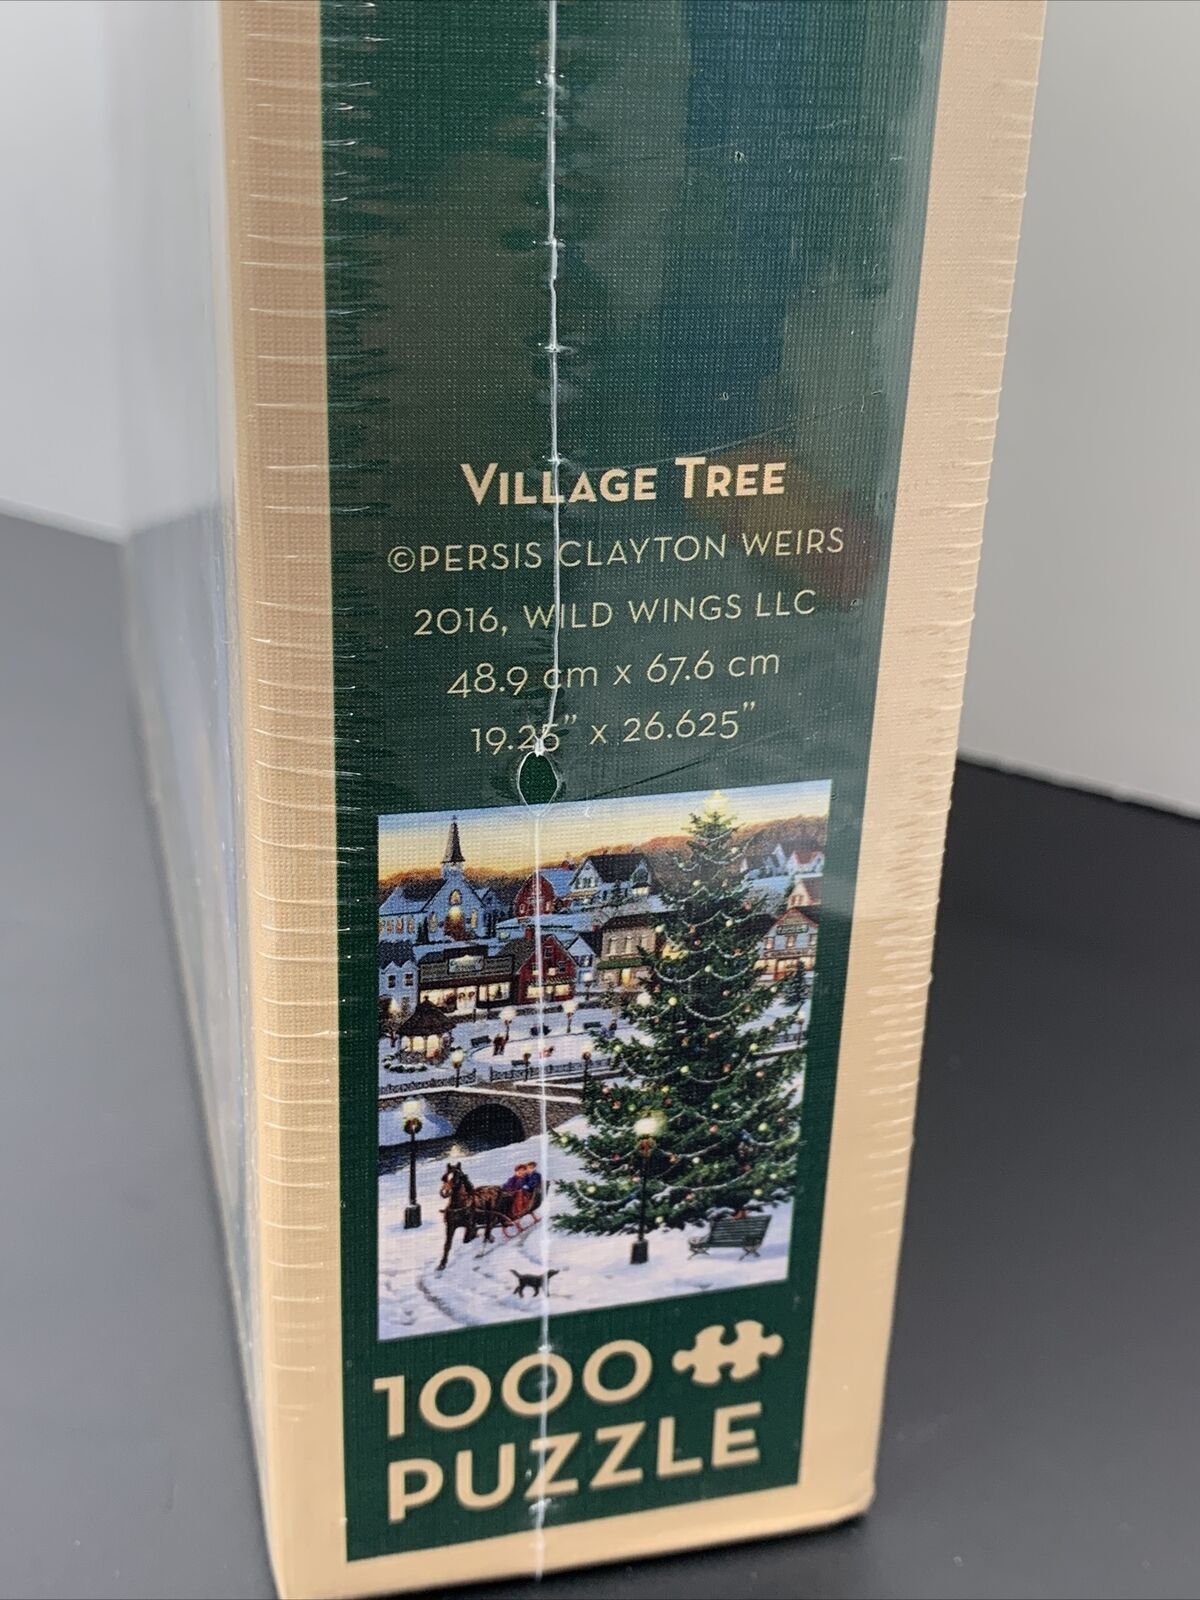 VILLAGE TREE
©PERSIS CLAYTON WEIRS
2016, WILD WINGS LLC
48.9 cm x 67.6 cm
19.25” x 26.625”
1000
PUZZLE